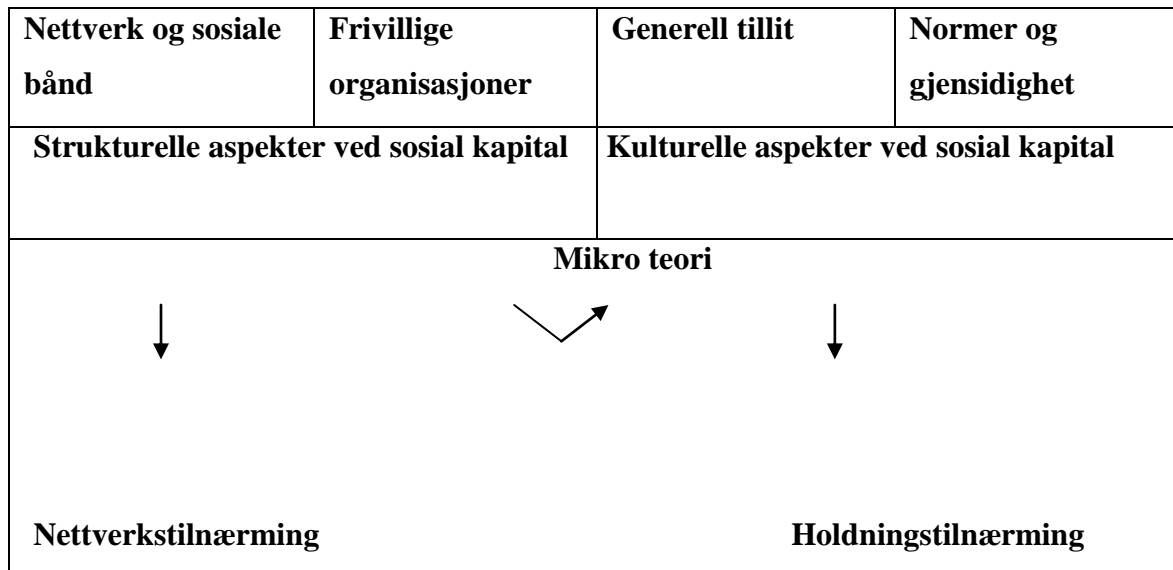 Nettverk og sosiale
bånd
Frivillige
organisasjoner
Generell tillit
Normer og
gjensidighet
Strukturelle aspekter ved sosial kapital
Kulturelle aspekter ved sosial kapital
Mikro teori
Nettverkstilnærming
Holdningstilnærming